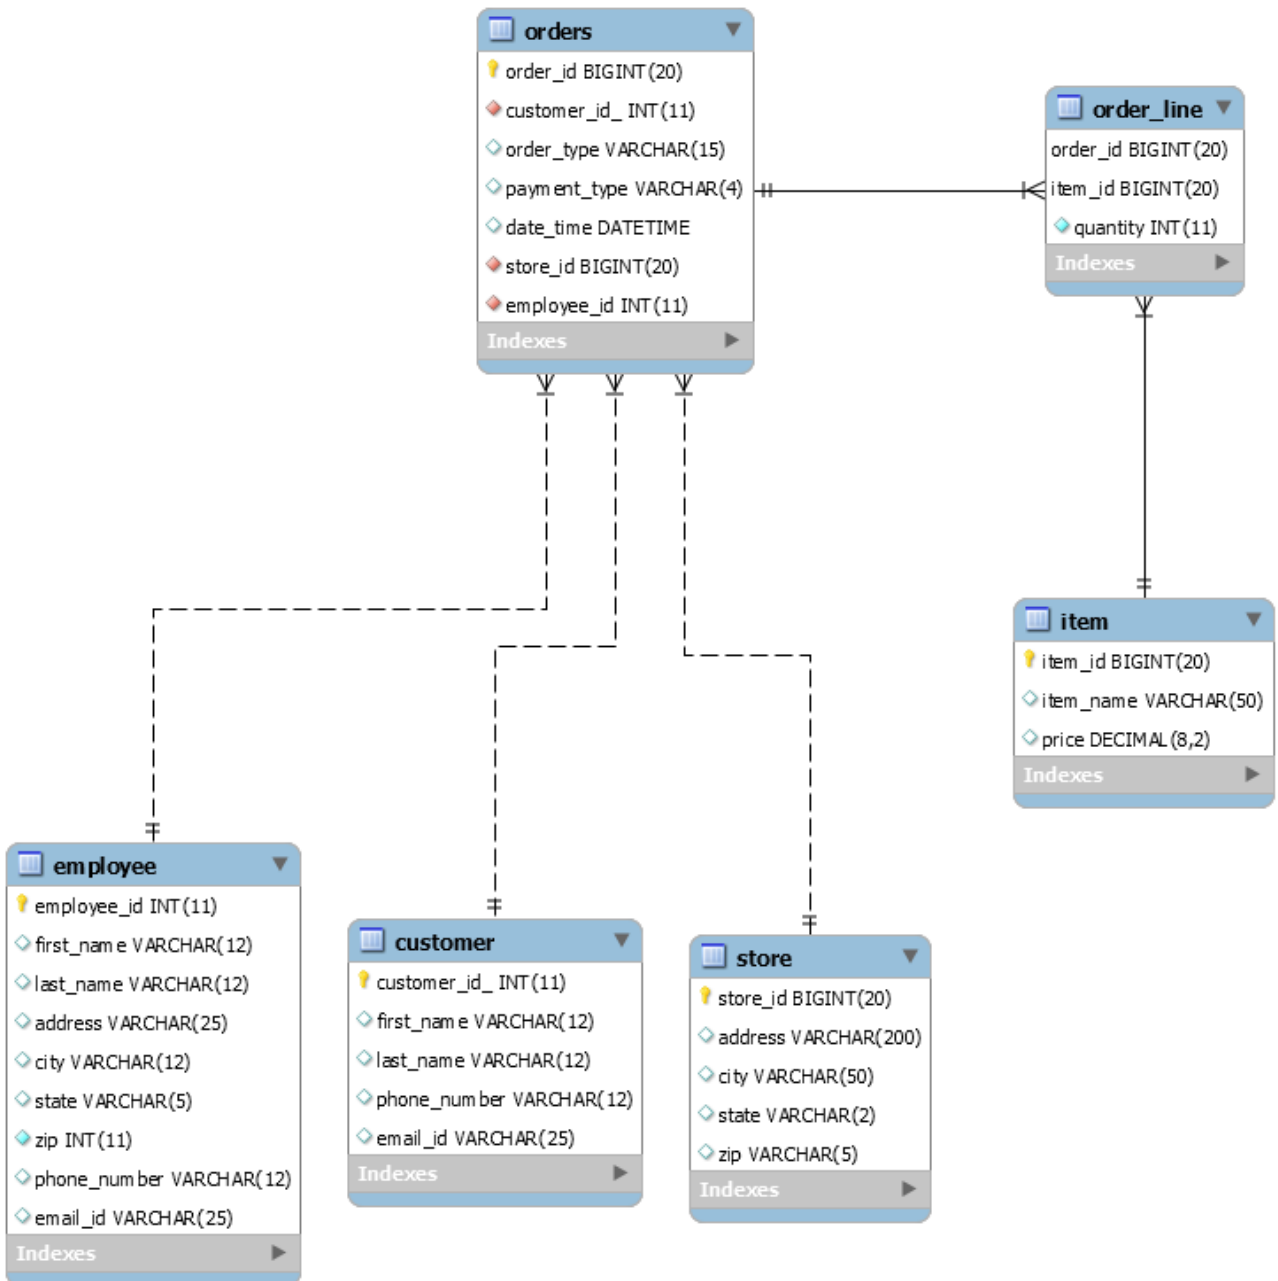 orders
order_id BIGINT(20)
customer_id_ INT(11)
order_type VARCHAR(15)
payment_type VARCHAR(4)
date_time DATETIME
store_id BIGINT(20)
employee_id INT(11)
Indexes
order_line
order_id BIGINT(20)
item_id BIGINT(20)
quantity INT(11)
Indexes
item
item_id BIGINT(20)
item_name VARCHAR(50)
price DECIMAL(8,2)
Indexes
employee
employee_id INT(11)
first_name VARCHAR(12)
last_name VARCHAR(12)
address VARCHAR(25)
city VARCHAR(12)
state VARCHAR(5)
zip INT(11)
phone_number VARCHAR(12)
email_id VARCHAR(25)
Indexes
customer
customer_id_ INT(11)
first_name VARCHAR(12)
last_name VARCHAR(12)
phone_number VARCHAR(12)
email_id VARCHAR(25)
Indexes
store
store_id BIGINT(20)
address VARCHAR(200)
city VARCHAR(50)
state VARCHAR(2)
zip VARCHAR(5)
Indexes